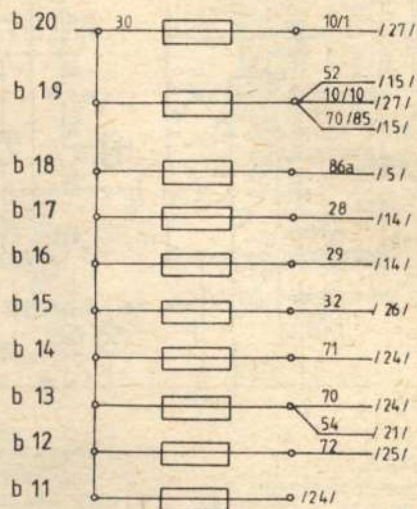 b 20 30 10/1 /27/
52 /15/
b 19 10/10 /27/
70/85 /15/
b 18 86a /5/
b 17 28 /14/
b 16 29 /14/
b 15 32 /26/
b 14 71 /24/
b 13 70 /24/
54 /21/
b 12 72 /25/
b 11 /24/